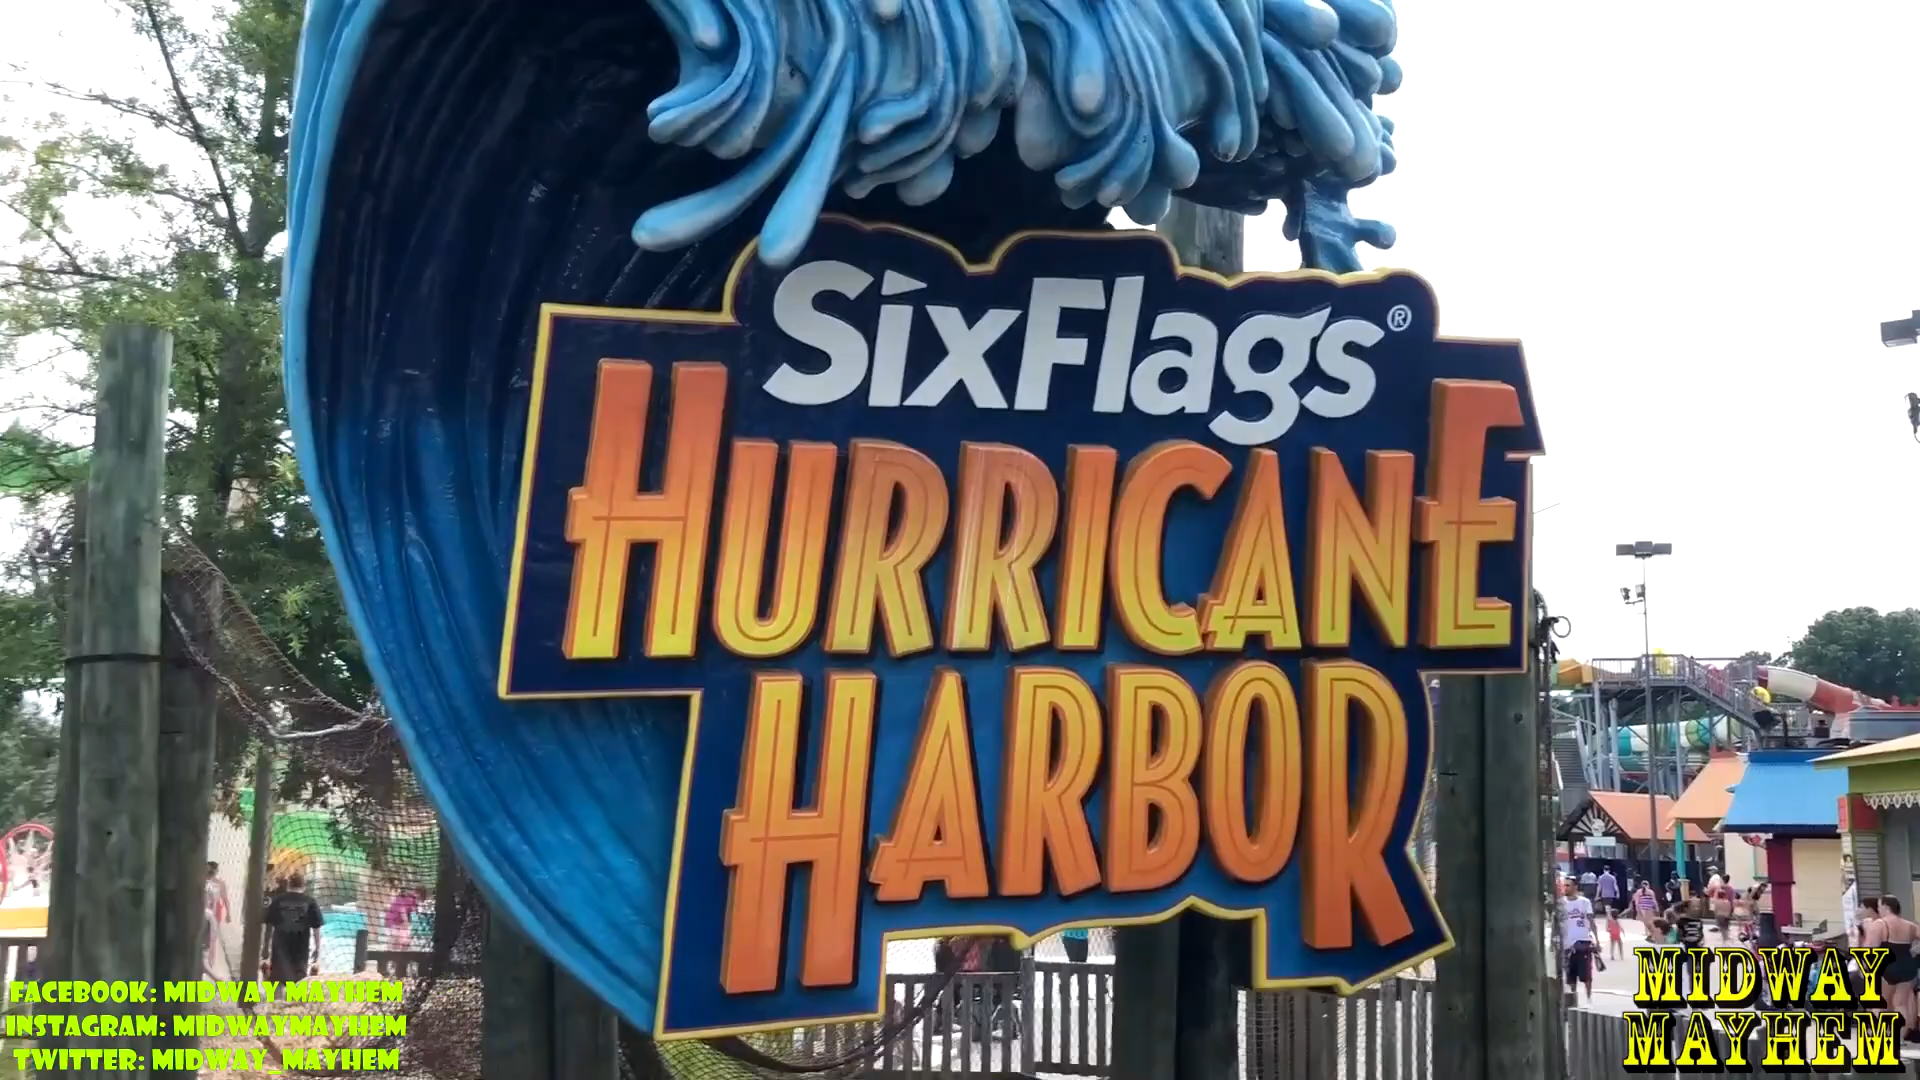 SixFlags®
HURRICANE
HARBOR
FACEBOOK: MIDWAY MAYHEM
INSTAGRAM: MIDWAYMAYHEM
TWITTER: MIDWAY_MAYHEM
MIDWAY
MAYHEM